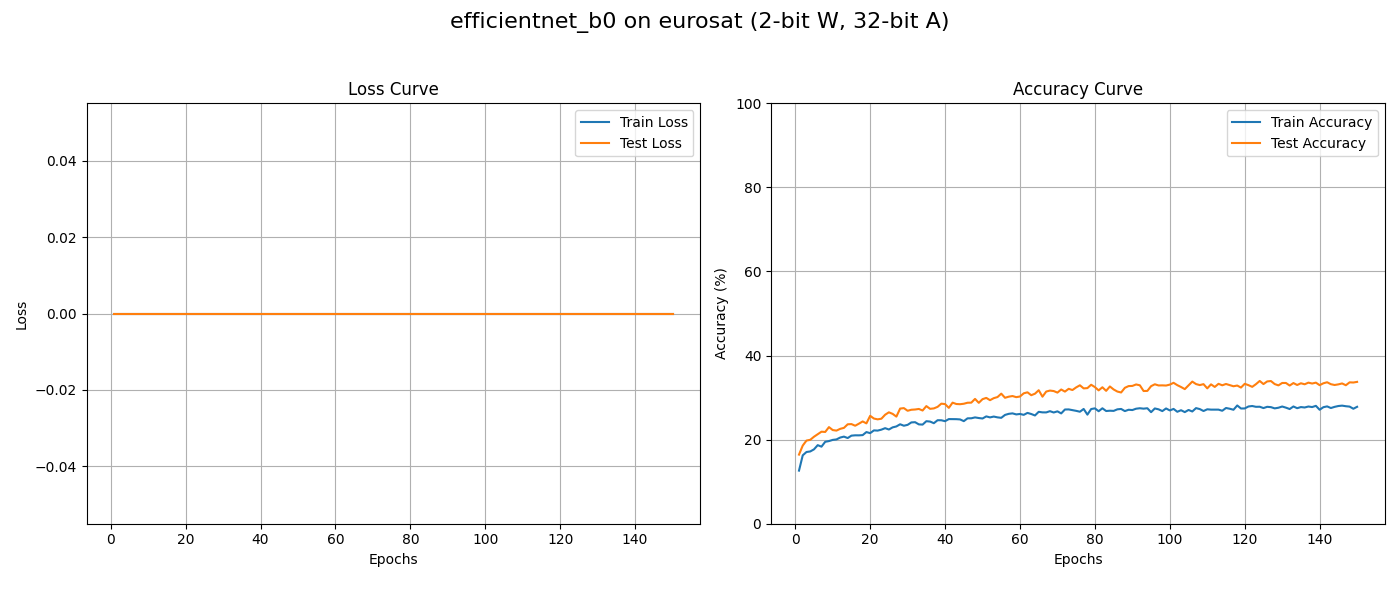 efficientnet_b0 on eurosat (2-bit W, 32-bit A)
Loss Curve
Train Loss
Test Loss
0.04
0.02
0.00
−0.02
−0.04
Loss
0 20 40 60 80 100 120 140
Epochs
Accuracy Curve
Train Accuracy
Test Accuracy
100
80
60
40
20
0
Accuracy (%)
0 20 40 60 80 100 120 140
Epochs